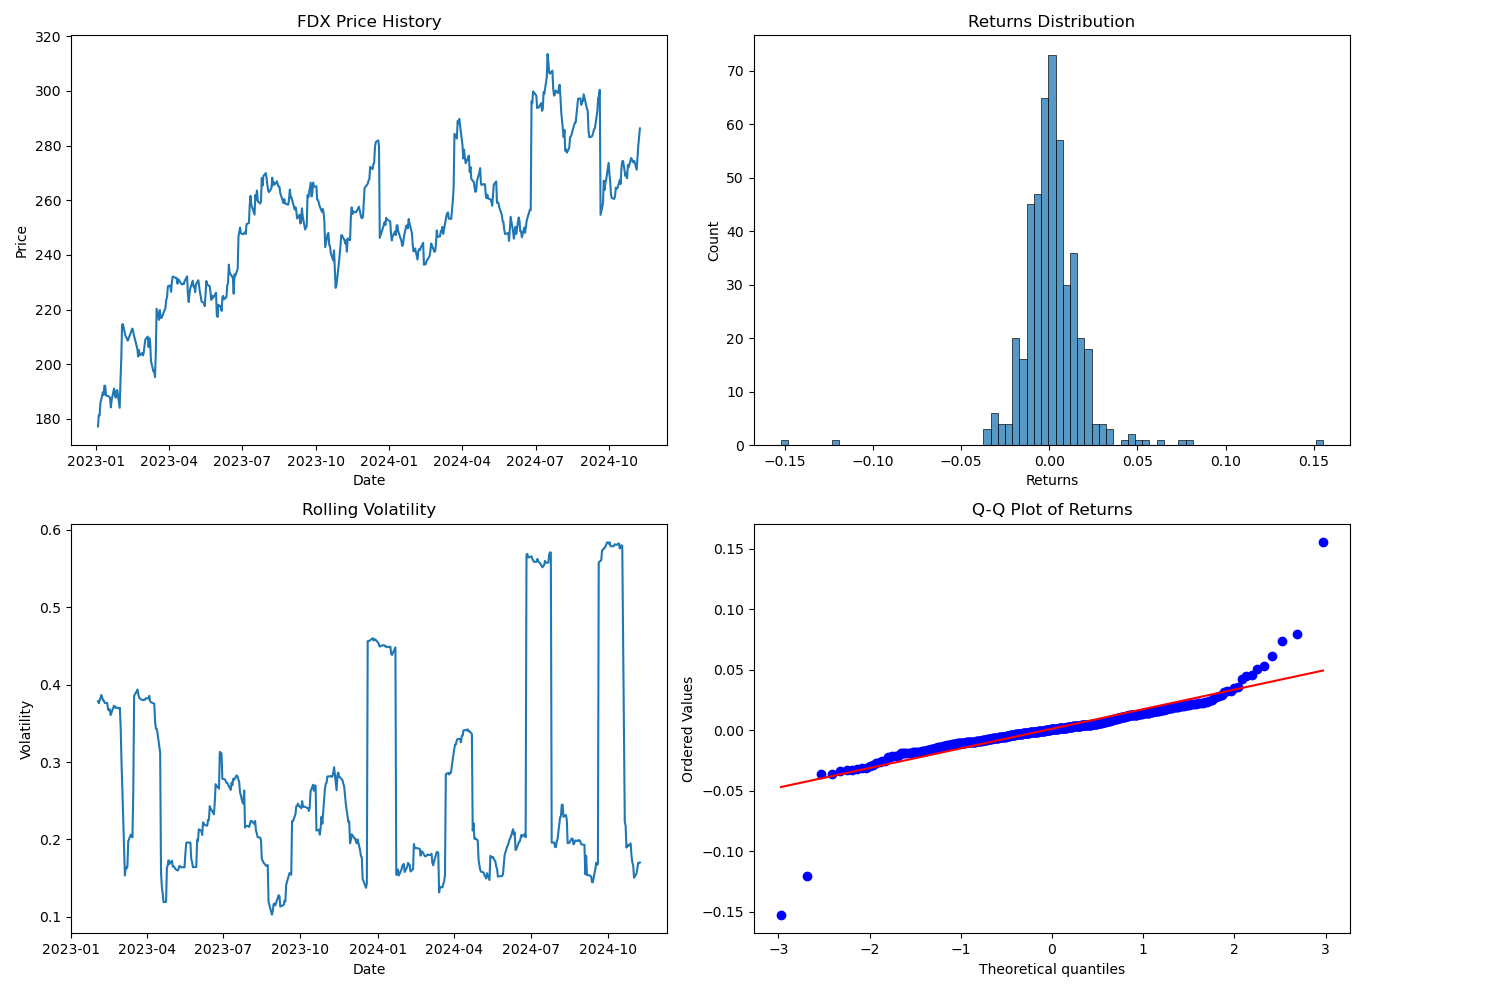 FDX Price History
320
300
280
260
240
220
200
180
Price
2023-01 2023-04 2023-07 2023-10 2024-01 2024-04 2024-07 2024-10
Date
Returns Distribution
70
60
50
40
30
20
10
0
Count
−0.15 −0.10 −0.05 0.00 0.05 0.10 0.15
Returns
Rolling Volatility
0.6
0.5
0.4
0.3
0.2
0.1
Volatility
2023-01 2023-04 2023-07 2023-10 2024-01 2024-04 2024-07 2024-10
Date
Q-Q Plot of Returns
0.15
0.10
0.05
0.00
−0.05
−0.10
−0.15
Ordered Values
−3 −2 −1 0 1 2 3
Theoretical quantiles